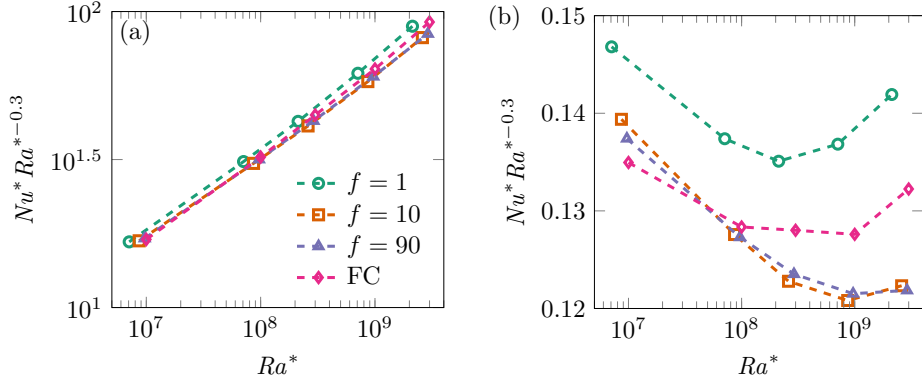 (a)
10^2
10^1.5
10^1
Nu* Ra*^−0.3
f = 1
f = 10
f = 90
FC
10^7
10^8
10^9
Ra*
(b)
0.15
0.14
0.13
0.12
Nu* Ra*^−0.3
10^7
10^8
10^9
Ra*